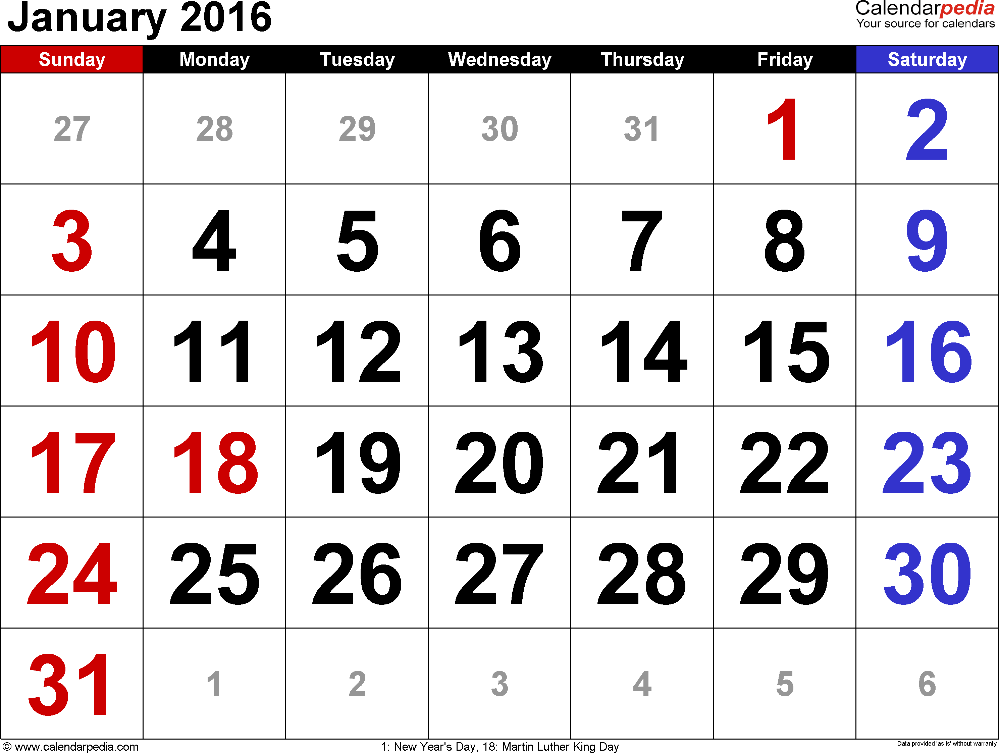 January 2016
Calendarpedia
Your source for calendars
Sunday Monday Tuesday Wednesday Thursday Friday Saturday
27 28 29 30 31 1 2
3 4 5 6 7 8 9
10 11 12 13 14 15 16
17 18 19 20 21 22 23
24 25 26 27 28 29 30
31 1 2 3 4 5 6
© www.calendarpedia.com 1: New Year's Day, 18: Martin Luther King Day Data provided 'as is' without warranty